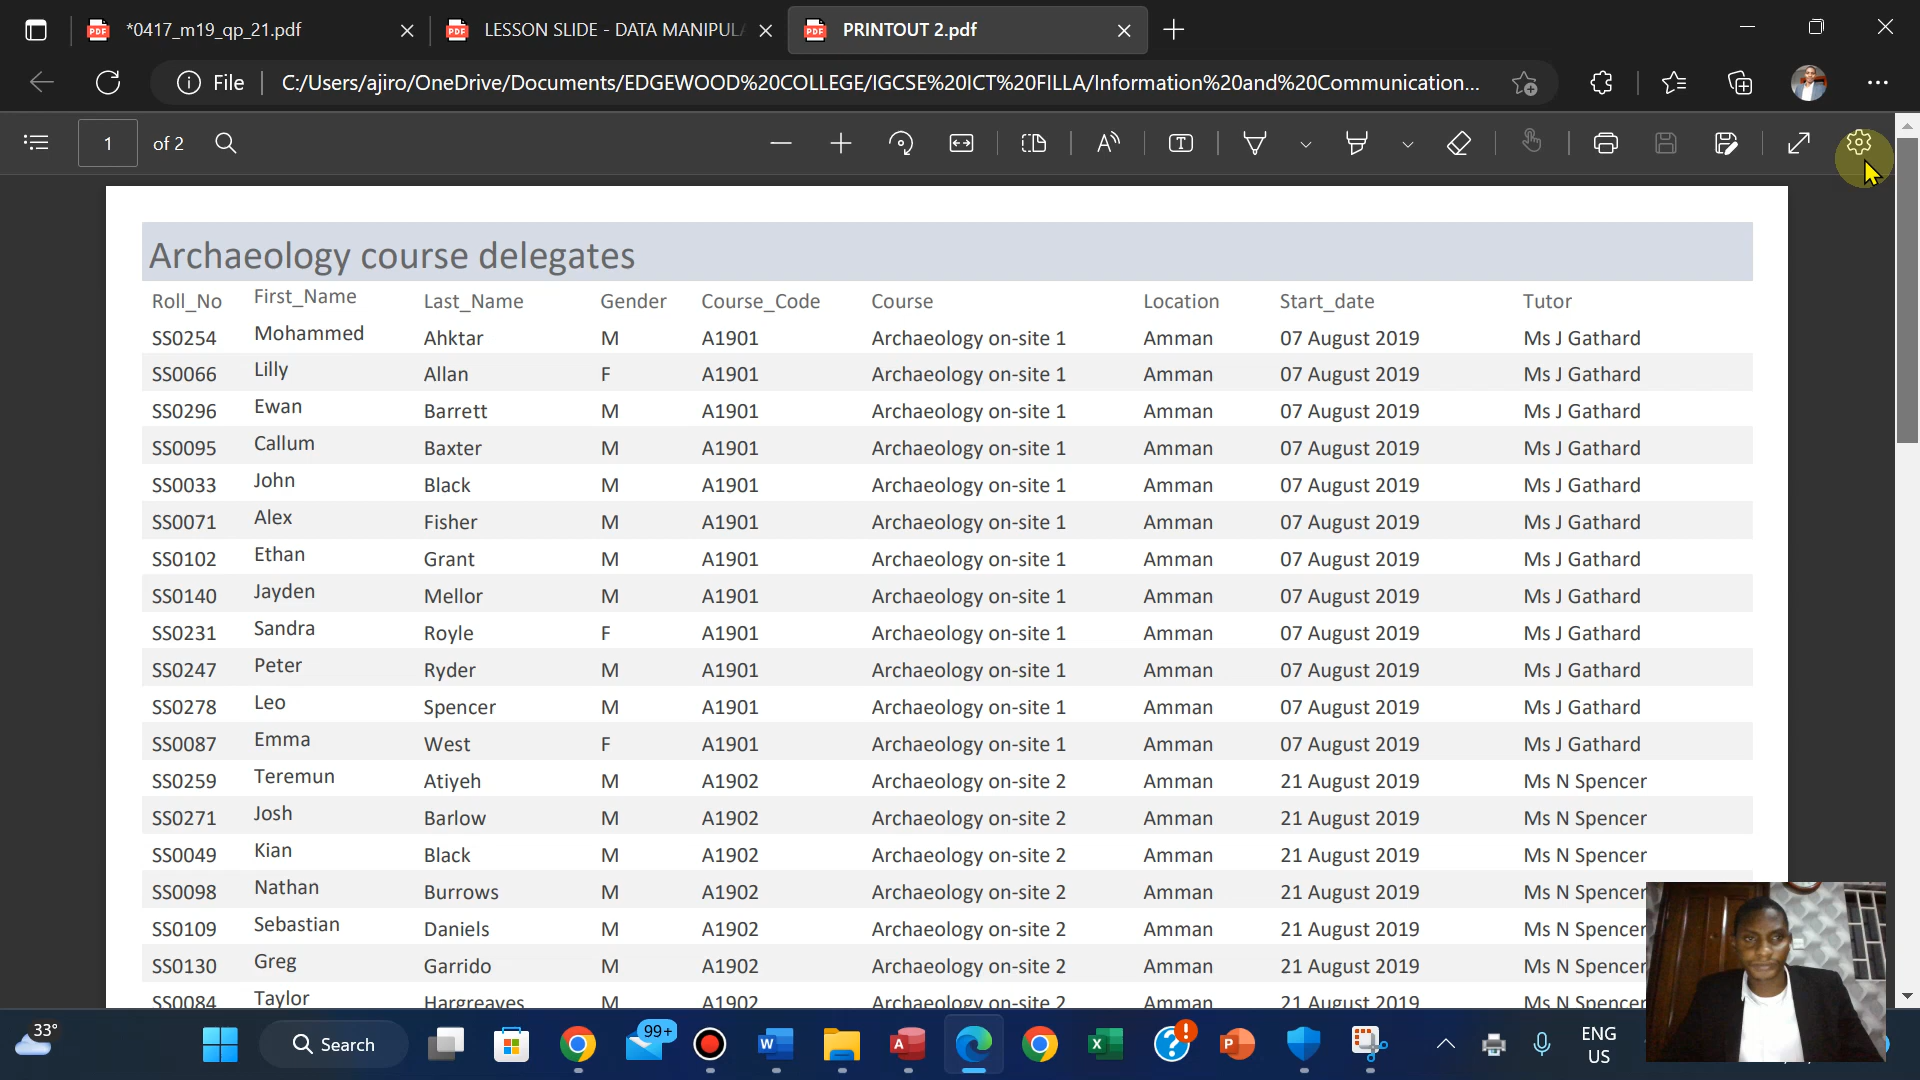 *0417_m19_qp_21.pdf
LESSON SLIDE - DATA MANIPUL
PRINTOUT 2.pdf
File
C:/Users/ajiro/OneDrive/Documents/EDGEWOOD%20COLLEGE/IGCSE%20ICT%20FILLA/Information%20and%20Communication...
1 of 2
Archaeology course delegates
Roll_No First_Name Last_Name Gender Course_Code Course Location Start_date Tutor
SS0254 Mohammed Ahktar M A1901 Archaeology on-site 1 Amman 07 August 2019 Ms J Gathard
SS0066 Lilly Allan F A1901 Archaeology on-site 1 Amman 07 August 2019 Ms J Gathard
SS0296 Ewan Barrett M A1901 Archaeology on-site 1 Amman 07 August 2019 Ms J Gathard
SS0095 Callum Baxter M A1901 Archaeology on-site 1 Amman 07 August 2019 Ms J Gathard
SS0033 John Black M A1901 Archaeology on-site 1 Amman 07 August 2019 Ms J Gathard
SS0071 Alex Fisher M A1901 Archaeology on-site 1 Amman 07 August 2019 Ms J Gathard
SS0102 Ethan Grant M A1901 Archaeology on-site 1 Amman 07 August 2019 Ms J Gathard
SS0140 Jayden Mellor M A1901 Archaeology on-site 1 Amman 07 August 2019 Ms J Gathard
SS0231 Sandra Royle F A1901 Archaeology on-site 1 Amman 07 August 2019 Ms J Gathard
SS0247 Peter Ryder M A1901 Archaeology on-site 1 Amman 07 August 2019 Ms J Gathard
SS0278 Leo Spencer M A1901 Archaeology on-site 1 Amman 07 August 2019 Ms J Gathard
SS0087 Emma West F A1901 Archaeology on-site 1 Amman 07 August 2019 Ms J Gathard
SS0259 Teremun Atiyeh M A1902 Archaeology on-site 2 Amman 21 August 2019 Ms N Spencer
SS0271 Josh Barlow M A1902 Archaeology on-site 2 Amman 21 August 2019 Ms N Spencer
SS0049 Kian Black M A1902 Archaeology on-site 2 Amman 21 August 2019 Ms N Spencer
SS0098 Nathan Burrows M A1902 Archaeology on-site 2 Amman 21 August 2019 Ms N Spencer
SS0109 Sebastian Daniels M A1902 Archaeology on-site 2 Amman 21 August 2019 Ms N Spencer
SS0130 Greg Garrido M A1902 Archaeology on-site 2 Amman 21 August 2019 Ms N Spencer
SS0084 Taylor Hargreaves M A1902 Archaeology on-site 2 Amman 21 August 2019 Ms N Spencer
33°
Search
99+
ENG
US